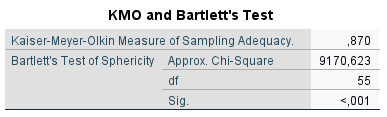 KMO and Bartlett's Test
Kaiser-Meyer-Olkin Measure of Sampling Adequacy. ,870
Bartlett's Test of Sphericity Approx. Chi-Square 9170,623
df 55
Sig. <,001